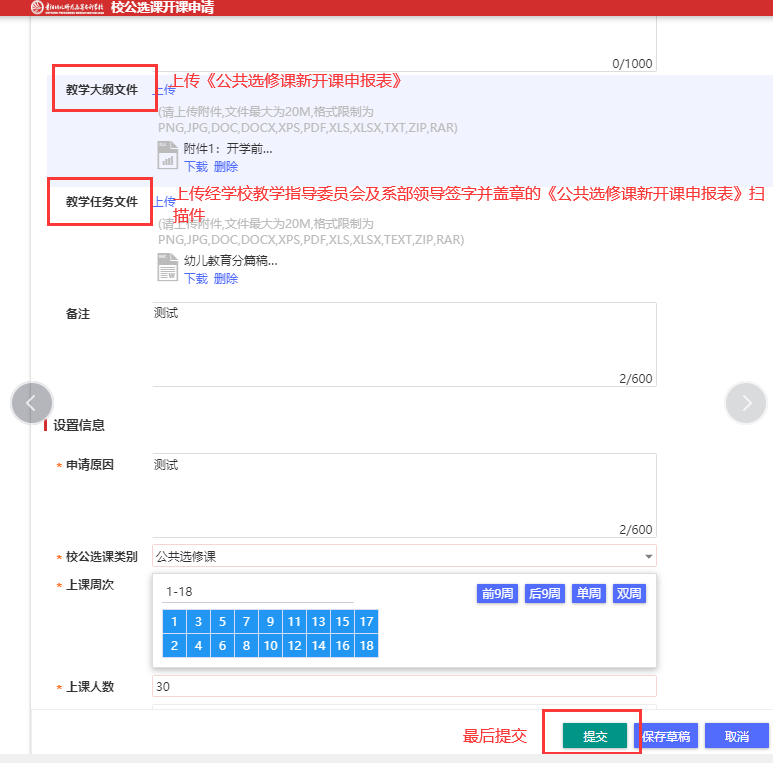 校公选课开课申请
0/1000
教学大纲文件 上传 上传《公共选修课新开课申报表》
(请上传附件,文件最大为20M,格式限制为
PNG,JPG,DOC,DOCX,XPS,PDF,XLS,XLSX,TXT,ZIP,RAR)
附件1：开学前...
下载 删除
教学任务文件 上传 上传经学校教学指导委员会及系部领导签字并盖章的《公共选修课新开课申报表》扫
描件
(请上传附件,文件最大为20M,格式限制为
PNG,JPG,DOC,DOCX,XPS,PDF,XLS,XLSX,TEXT,ZIP,RAR)
幼儿教育分篇稿...
下载 删除
备注 测试
2/600
设置信息
* 申请原因 测试
2/600
* 校公选课类别 公共选修课
* 上课周次
1-18 前9周 后9周 单周 双周
1 3 5 7 9 11 13 15 17
2 4 6 8 10 12 14 16 18
* 上课人数 30
最后提交 提交 保存草稿 取消